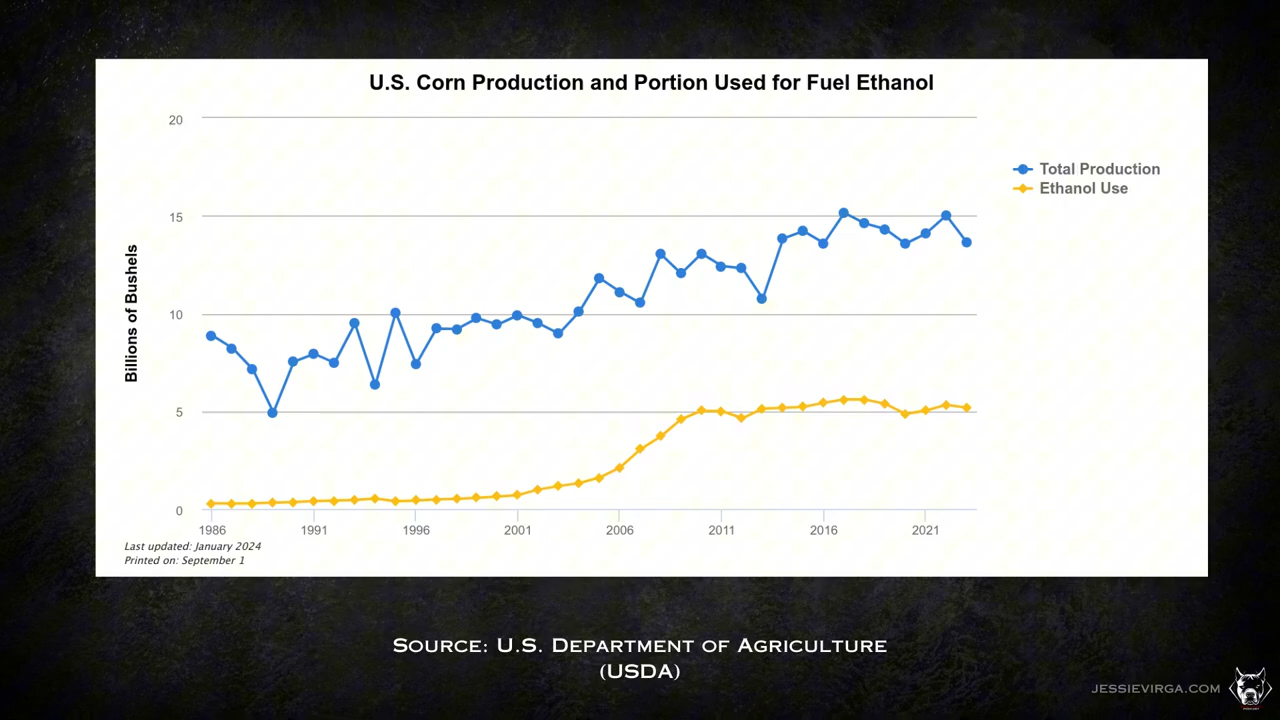 U.S. Corn Production and Portion Used for Fuel Ethanol
20
15
10
5
0
Billions of Bushels
Total Production
Ethanol Use
1986 1991 1996 2001 2006 2011 2016 2021
Last updated: January 2024
Printed on: September 1
Source: U.S. Department of Agriculture
(USDA)
JESSIEVIRGA.COM